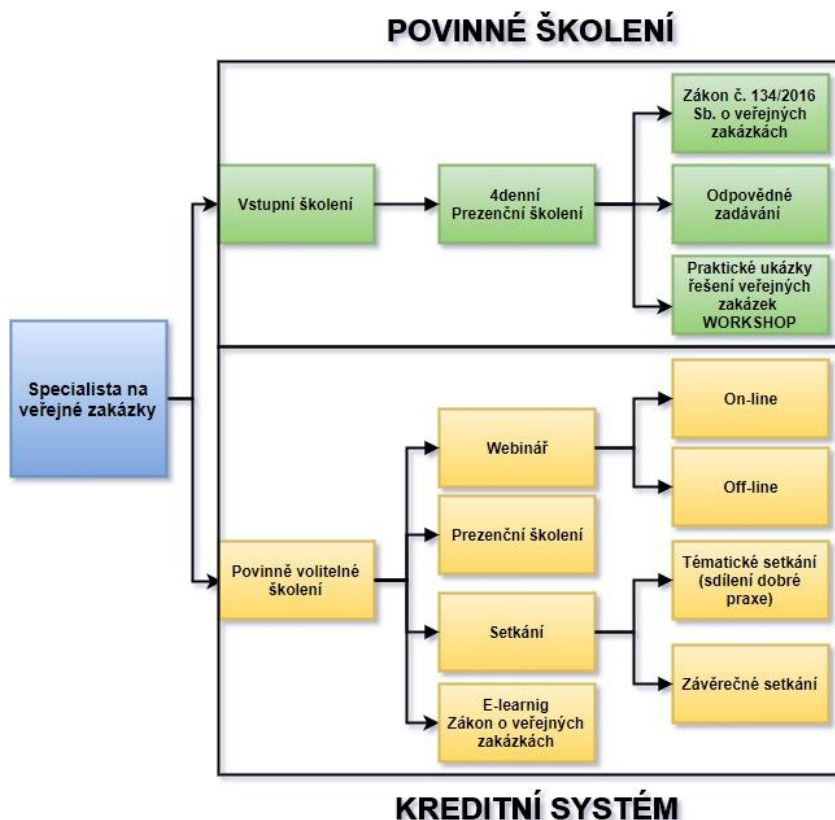 POVINNÉ ŠKOLENÍ
Zákon č. 134/2016
Sb. o veřejných
zakázkách
Vstupní školení
4denní
Prezenční školení
Odpovědné
zadávání
Praktické ukázky
řešení veřejných
zakázek
WORKSHOP
Specialista na
veřejné zakázky
On-line
Webinář
Off-line
Prezenční školení
Povinně volitelné
školení
Tématické setkání
(sdílení dobré
praxe)
Setkání
Závěrečné setkání
E-learnig
Zákon o veřejných
zakázkách
KREDITNÍ SYSTÉM